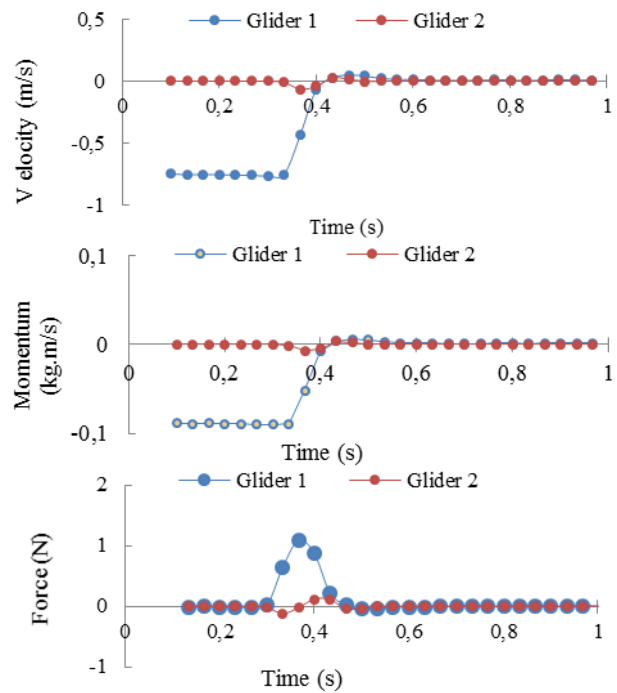 Glider 1 Glider 2
0,5
0
-0,5
-1
0 0,2 0,4 0,6 0,8 1
V elocity (m/s)
Time (s)
Glider 1 Glider 2
0,1
0
-0,1
0 0,2 0,4 0,6 0,8 1
Momentum
(kg.m/s)
Time (s)
Glider 1 Glider 2
2
1
0
-1
0 0,2 0,4 0,6 0,8 1
Force (N)
Time (s)